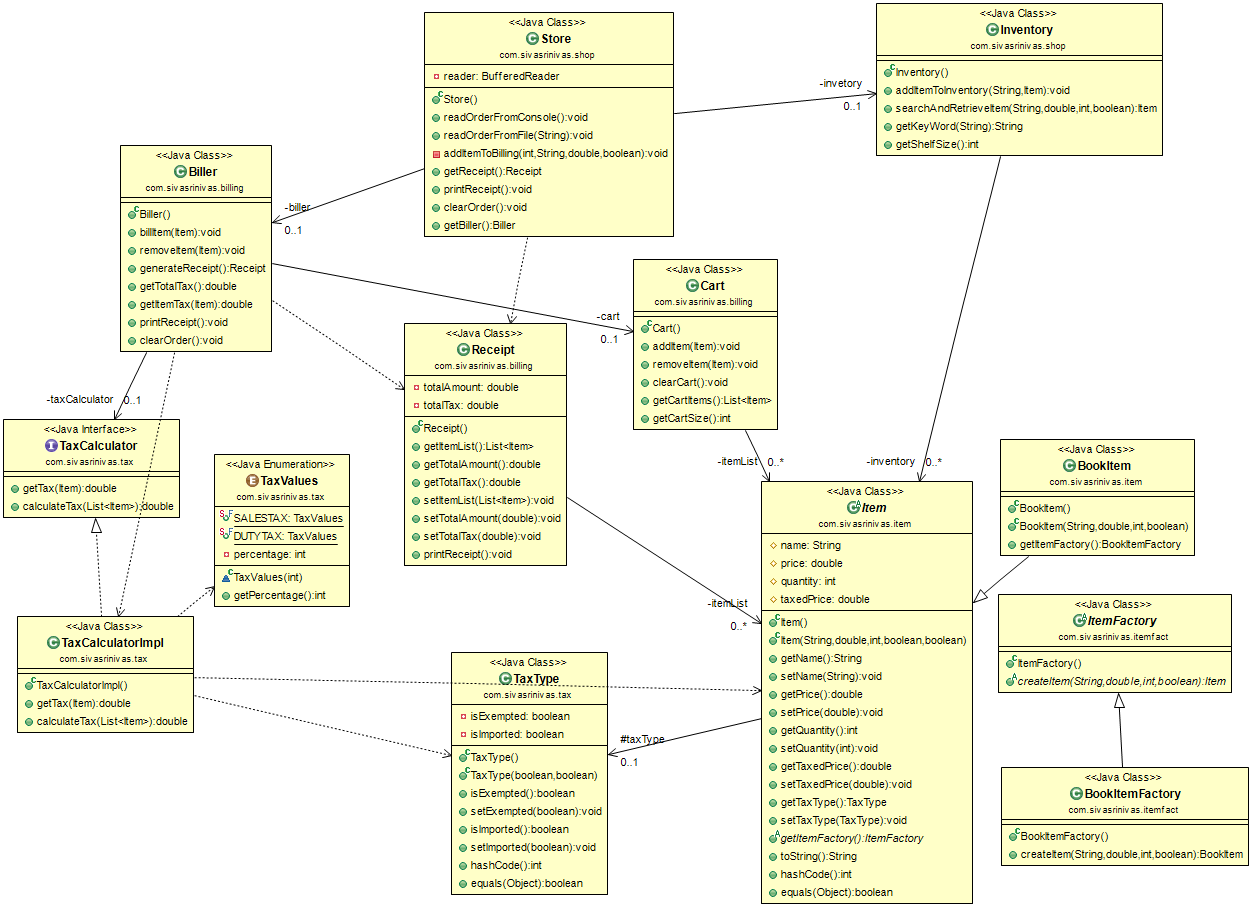 <<Java Class>>
Store
com.sivasrinivas.shop
reader: BufferedReader
Store()
readOrderFromConsole():void
readOrderFromFile(String):void
addItemToBilling(int,String,double,boolean):void
getReceipt():Receipt
printReceipt():void
clearOrder():void
getBiller():Biller
-invetory
0..1
<<Java Class>>
Inventory
com.sivasrinivas.shop
Inventory()
addItemToInventory(String,Item):void
searchAndRetrieveItem(String,double,int,boolean):Item
getKeyWord(String):String
getShelfSize():int
<<Java Class>>
Biller
com.sivasrinivas.billing
Biller()
billItem(Item):void
removeItem(Item):void
generateReceipt():Receipt
getTotalTax():double
getItemTax(Item):double
printReceipt():void
clearOrder():void
-biller
0..1
<<Java Class>>
Cart
com.sivasrinivas.billing
Cart()
addItem(Item):void
removeItem(Item):void
clearCart():void
getCartItems():List<Item>
getCartSize():int
-cart
0..1
<<Java Class>>
Receipt
com.sivasrinivas.billing
totalAmount: double
totalTax: double
Receipt()
getItemList():List<Item>
getTotalAmount():double
getTotalTax():double
setItemList(List<Item>):void
setTotalAmount(double):void
setTotalTax(double):void
printReceipt():void
-taxCalculator
0..1
<<Java Interface>>
TaxCalculator
com.sivasrinivas.tax
getTax(Item):double
calculateTax(List<Item>):double
<<Java Enumeration>>
TaxValues
com.sivasrinivas.tax
SALESTAX: TaxValues
DUTYTAX: TaxValues
percentage: int
TaxValues(int)
getPercentage():int
-itemList
0..*
-inventory
0..*
<<Java Class>>
BookItem
com.sivasrinivas.item
BookItem()
BookItem(String,double,int,boolean)
getItemFactory():BookItemFactory
<<Java Class>>
Item
com.sivasrinivas.item
name: String
price: double
quantity: int
taxedPrice: double
Item()
Item(String,double,int,boolean,boolean)
getName():String
setName(String):void
getPrice():double
setPrice(double):void
getQuantity():int
setQuantity(int):void
getTaxedPrice():double
setTaxedPrice(double):void
getTaxType():TaxType
setTaxType(TaxType):void
getItemFactory():ItemFactory
toString():String
hashCode():int
equals(Object):boolean
-itemList
0..*
<<Java Class>>
ItemFactory
com.sivasrinivas.itemfact
ItemFactory()
createItem(String,double,int,boolean):Item
<<Java Class>>
TaxCalculatorImpl
com.sivasrinivas.tax
TaxCalculatorImpl()
getTax(Item):double
calculateTax(List<Item>):double
<<Java Class>>
TaxType
com.sivasrinivas.tax
isExempted: boolean
isImported: boolean
TaxType()
TaxType(boolean,boolean)
isExempted():boolean
setExempted(boolean):void
isImported():boolean
setImported(boolean):void
hashCode():int
equals(Object):boolean
#taxType
0..1
<<Java Class>>
BookItemFactory
com.sivasrinivas.itemfact
BookItemFactory()
createItem(String,double,int,boolean):BookItem